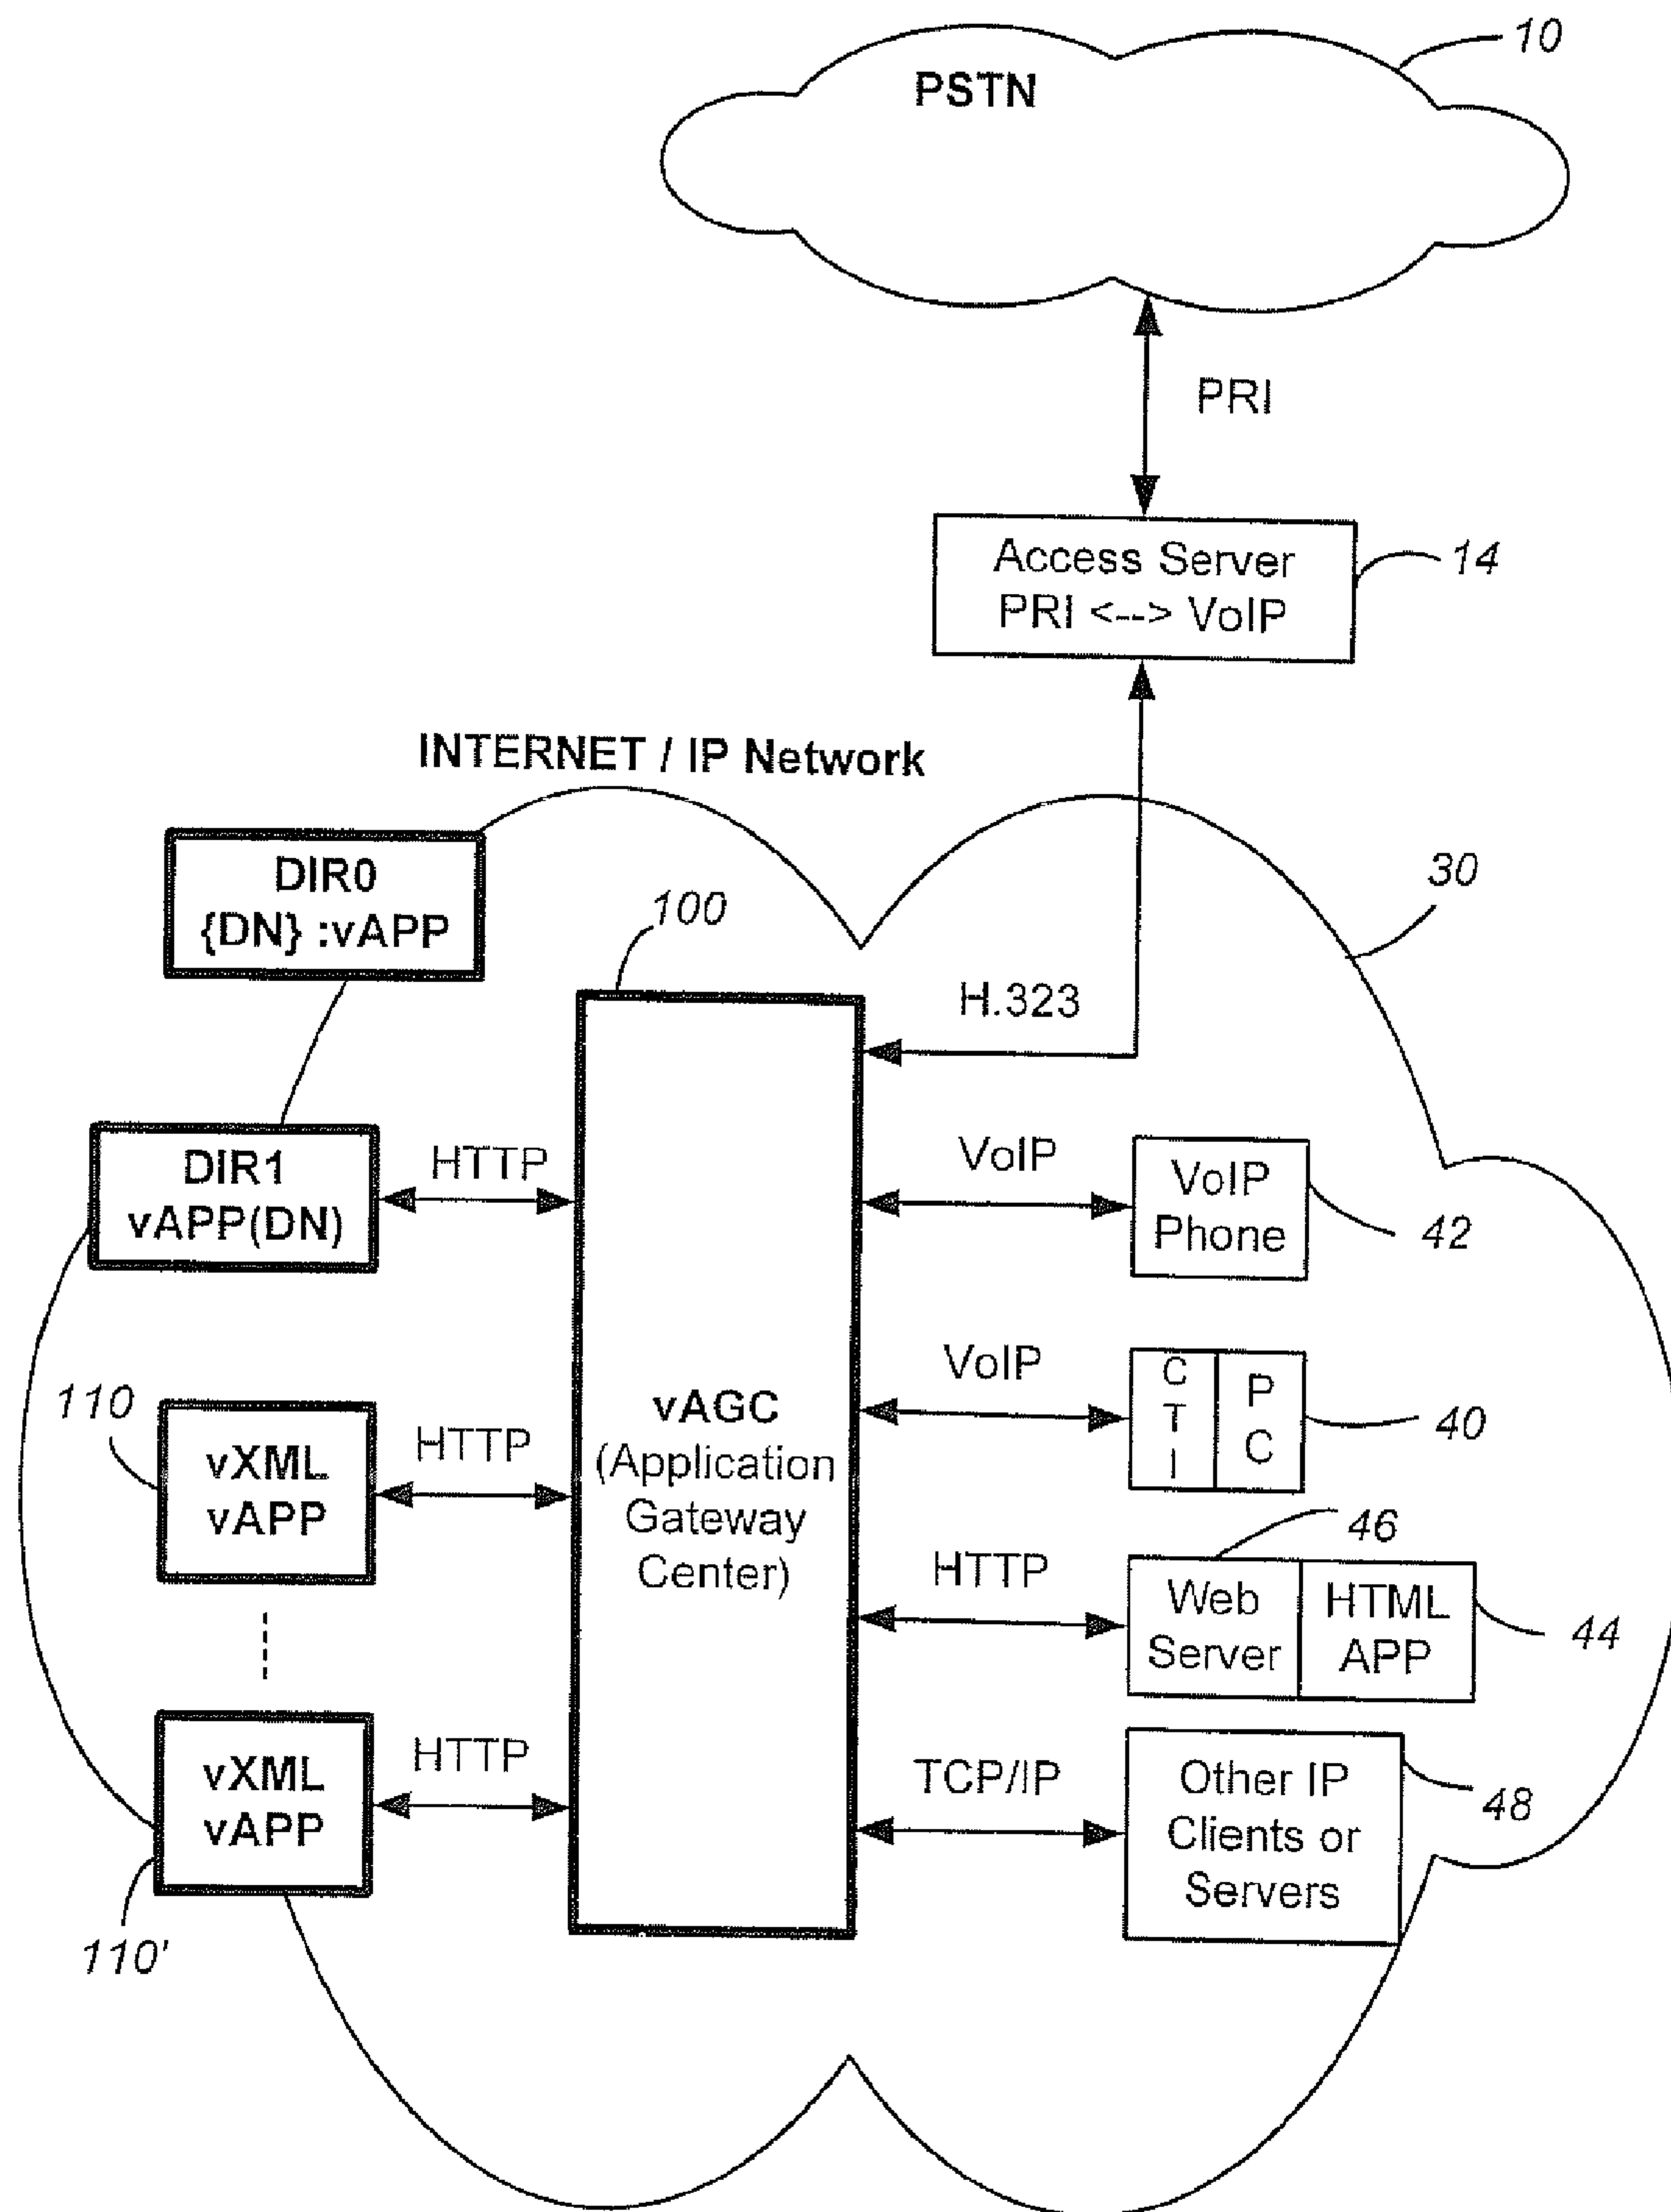 10
PSTN
PRI
Access Server
PRI <--> VoIP
14
INTERNET / IP Network
DIR0
{DN} :vAPP
100
30
H.323
DIR1
vAPP(DN)
HTTP
VoIP
VoIP
Phone
42
110
vXML
vAPP
HTTP
vAGC
(Application
Gateway
Center)
VoIP
C
T
I
P
C
40
HTTP
46
Web
Server
HTML
APP
44
vXML
vAPP
110'
HTTP
TCP/IP
Other IP
Clients or
Servers
48